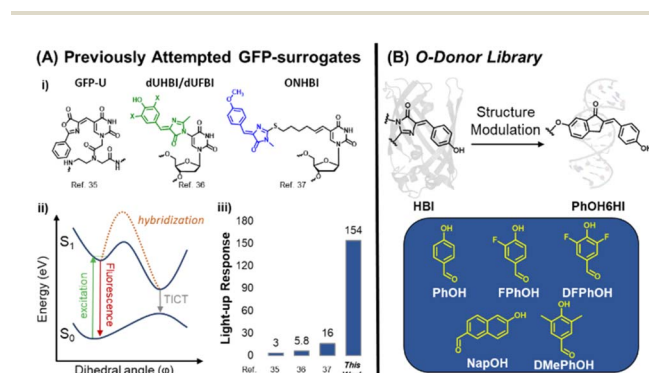 (A) Previously Attempted GFP-surrogates
i)
GFP-U
dUHBI/dUFBI
ONHBI
Ref. 35
Ref. 36
Ref. 37
ii)
Energy (eV)
S1
S0
hybridization
excitation
Fluorescence
TICT
Dihedral angle (φ)
iii)
Light-up Response
180
150
120
90
60
30
0
3
5.8
16
154
Ref.
35
36
37
This
(B) O-Donor Library
Structure
Modulation
HBI
PhOH6HI
PhOH
FPhOH
DFPhOH
NapOH
DMePhOH